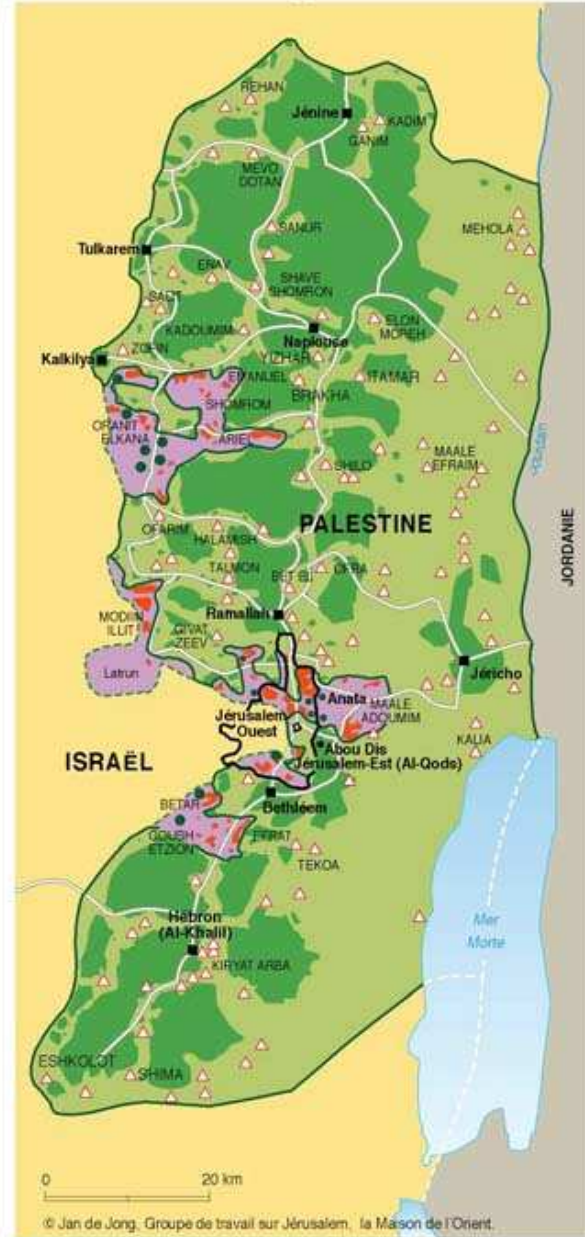 REHAN
Jénine
KADIM
GANIM
MEVO
DOTAN
SANUR
MEHOLA
Tulkarem
ENAV
SHAVE
SHOMRON
SAOT
KADOUMIM
Naplouse
ELON
MOREH
ZOFIN
Kalkilya
YIZHAR
EMANUEL
ITAMAR
BRAKHA
SHOMROM
ORANIT
ELKANA
ARIEL
SHILO
MAALE
EFRAIM
Jourdain
PALESTINE
JORDANIE
OFARIM
HALAMISH
TALMON
BET EL
OFRA
Ramallah
MODIIN
ILLIT
GIVAT
ZEEV
Latrun
Jéricho
Anata
MAALE
ADOUMIM
Jérusalem
Ouest
KALIA
ISRAËL
Abou Dis
Jérusalem-Est (Al-Qods)
BETAR
Bethléem
GOUSH
ETZION
EFRAT
TEKOA
Mer
Morte
Hébron
(Al-Khalil)
KIRYAT ARBA
ESHKOLOT
SHIMA
0 20 km
© Jan de Jong. Groupe de travail sur Jérusalem, la Maison de l'Orient.